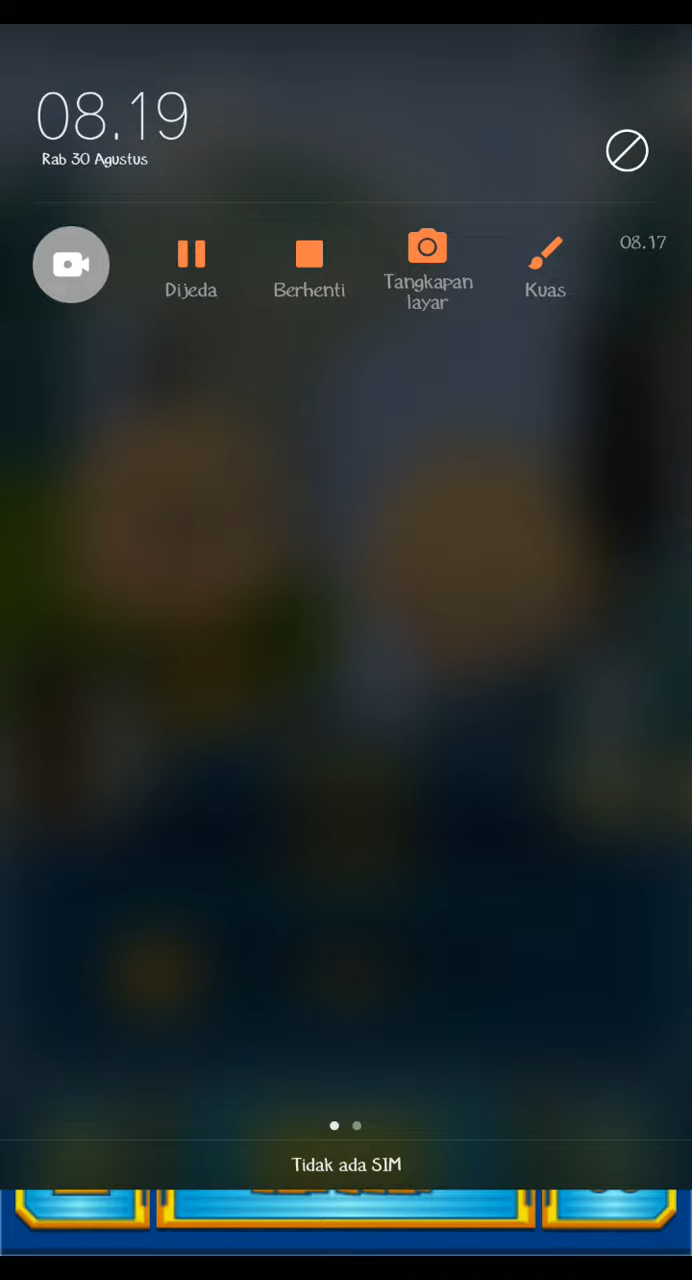 08.19
Rab 30 Agustus
08.17
Dijeda
Berhenti
Tangkapan
layar
Kuas
Tidak ada SIM